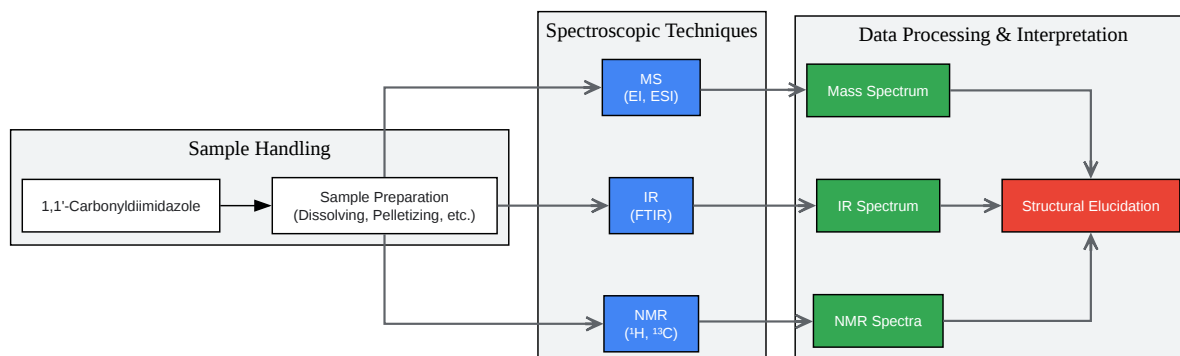 Spectroscopic Techniques
Data Processing & Interpretation
MS
(EI, ESI)
Mass Spectrum
Sample Handling
1,1'-Carbonyldiimidazole
Sample Preparation
(Dissolving, Pelletizing, etc.)
IR
(FTIR)
IR Spectrum
Structural Elucidation
NMR
(¹H, ¹³C)
NMR Spectra